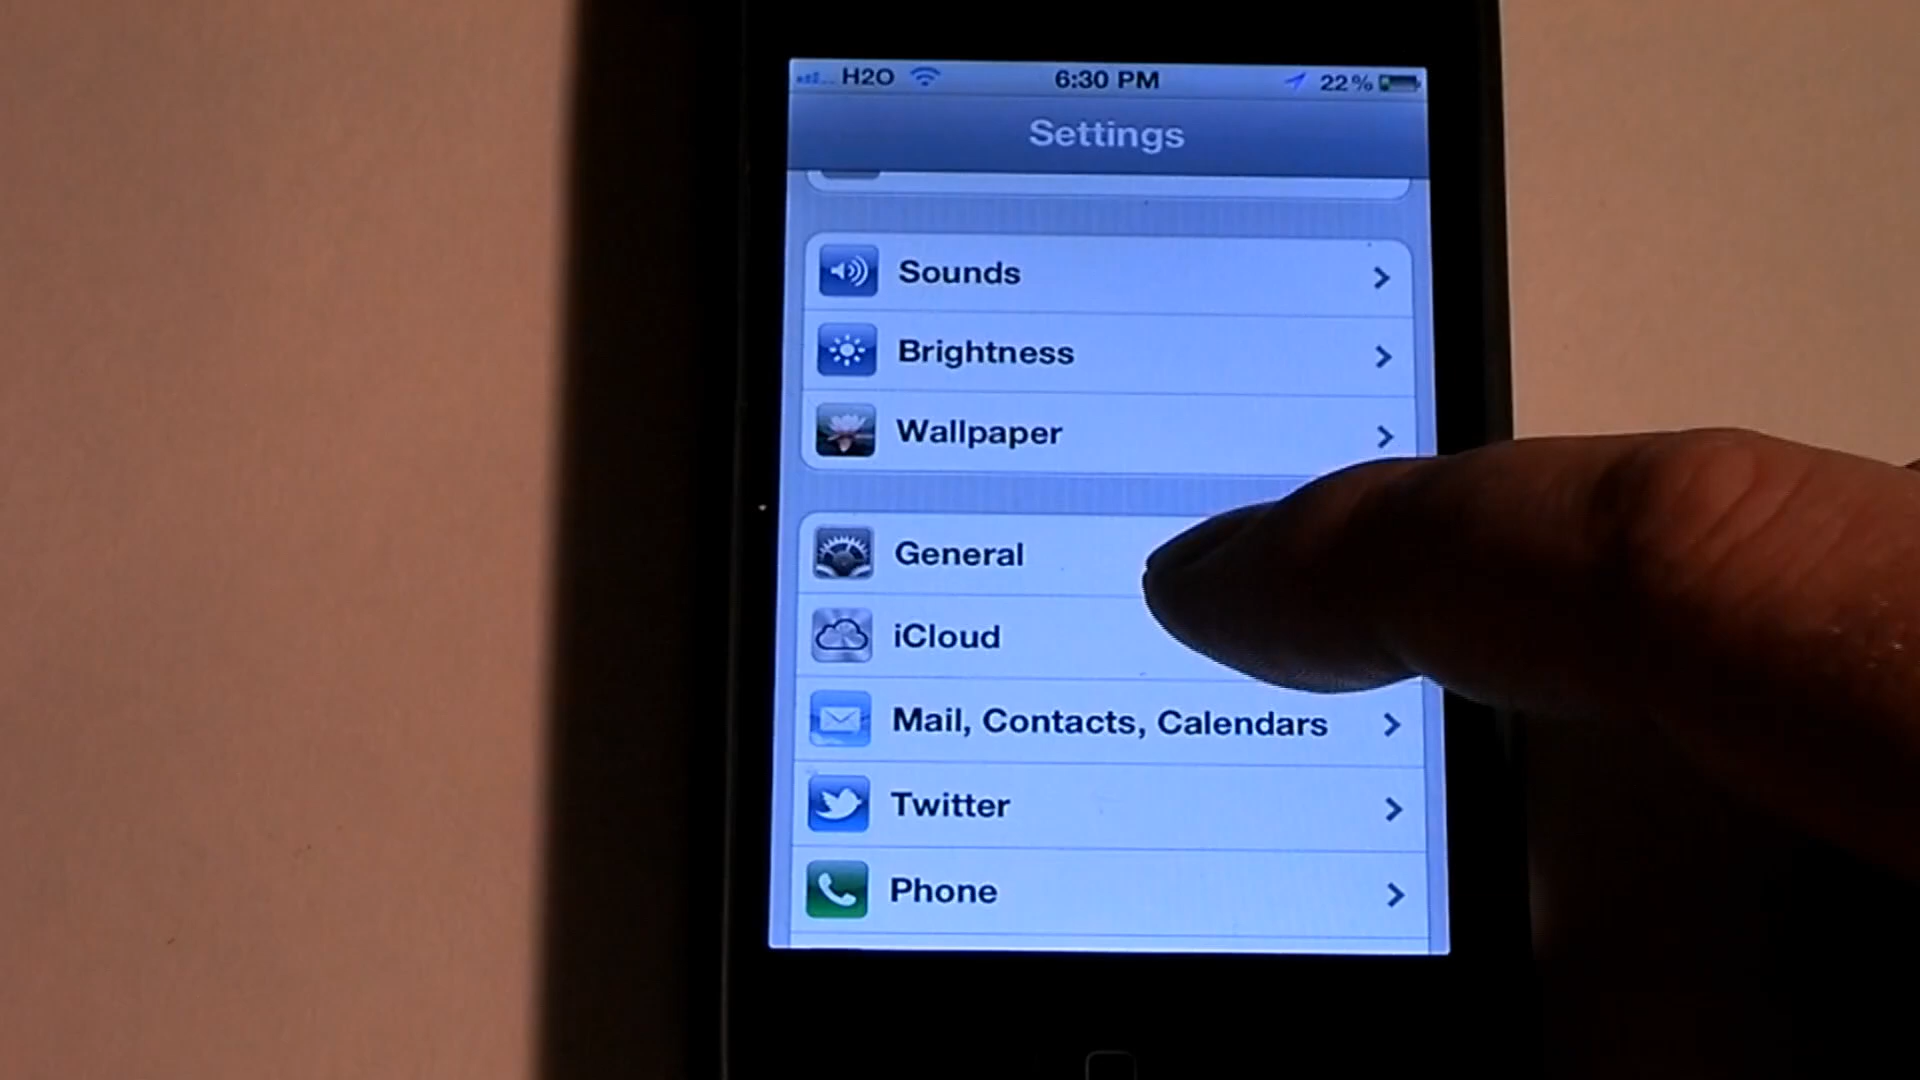 H2O 6:30 PM 22%
Settings
Sounds
Brightness
Wallpaper
General
iCloud
Mail, Contacts, Calendars
Twitter
Phone